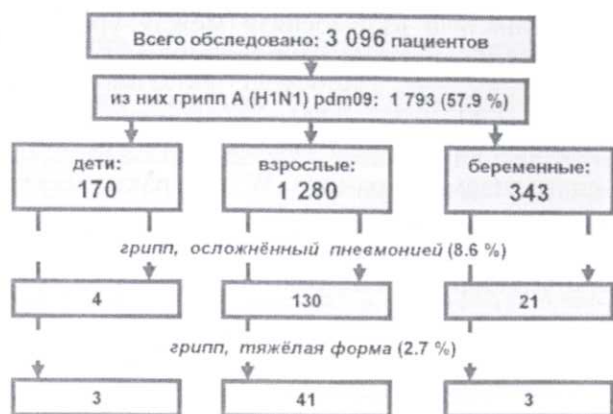 Всего обследовано: 3 096 пациентов
из них грипп А (H1N1) pdm09: 1 793 (57.9 %)
дети:
170
взрослые:
1 280
беременные:
343
грипп, осложнённый пневмонией (8.6 %)
4
130
21
грипп, тяжёлая форма (2.7 %)
3
41
3